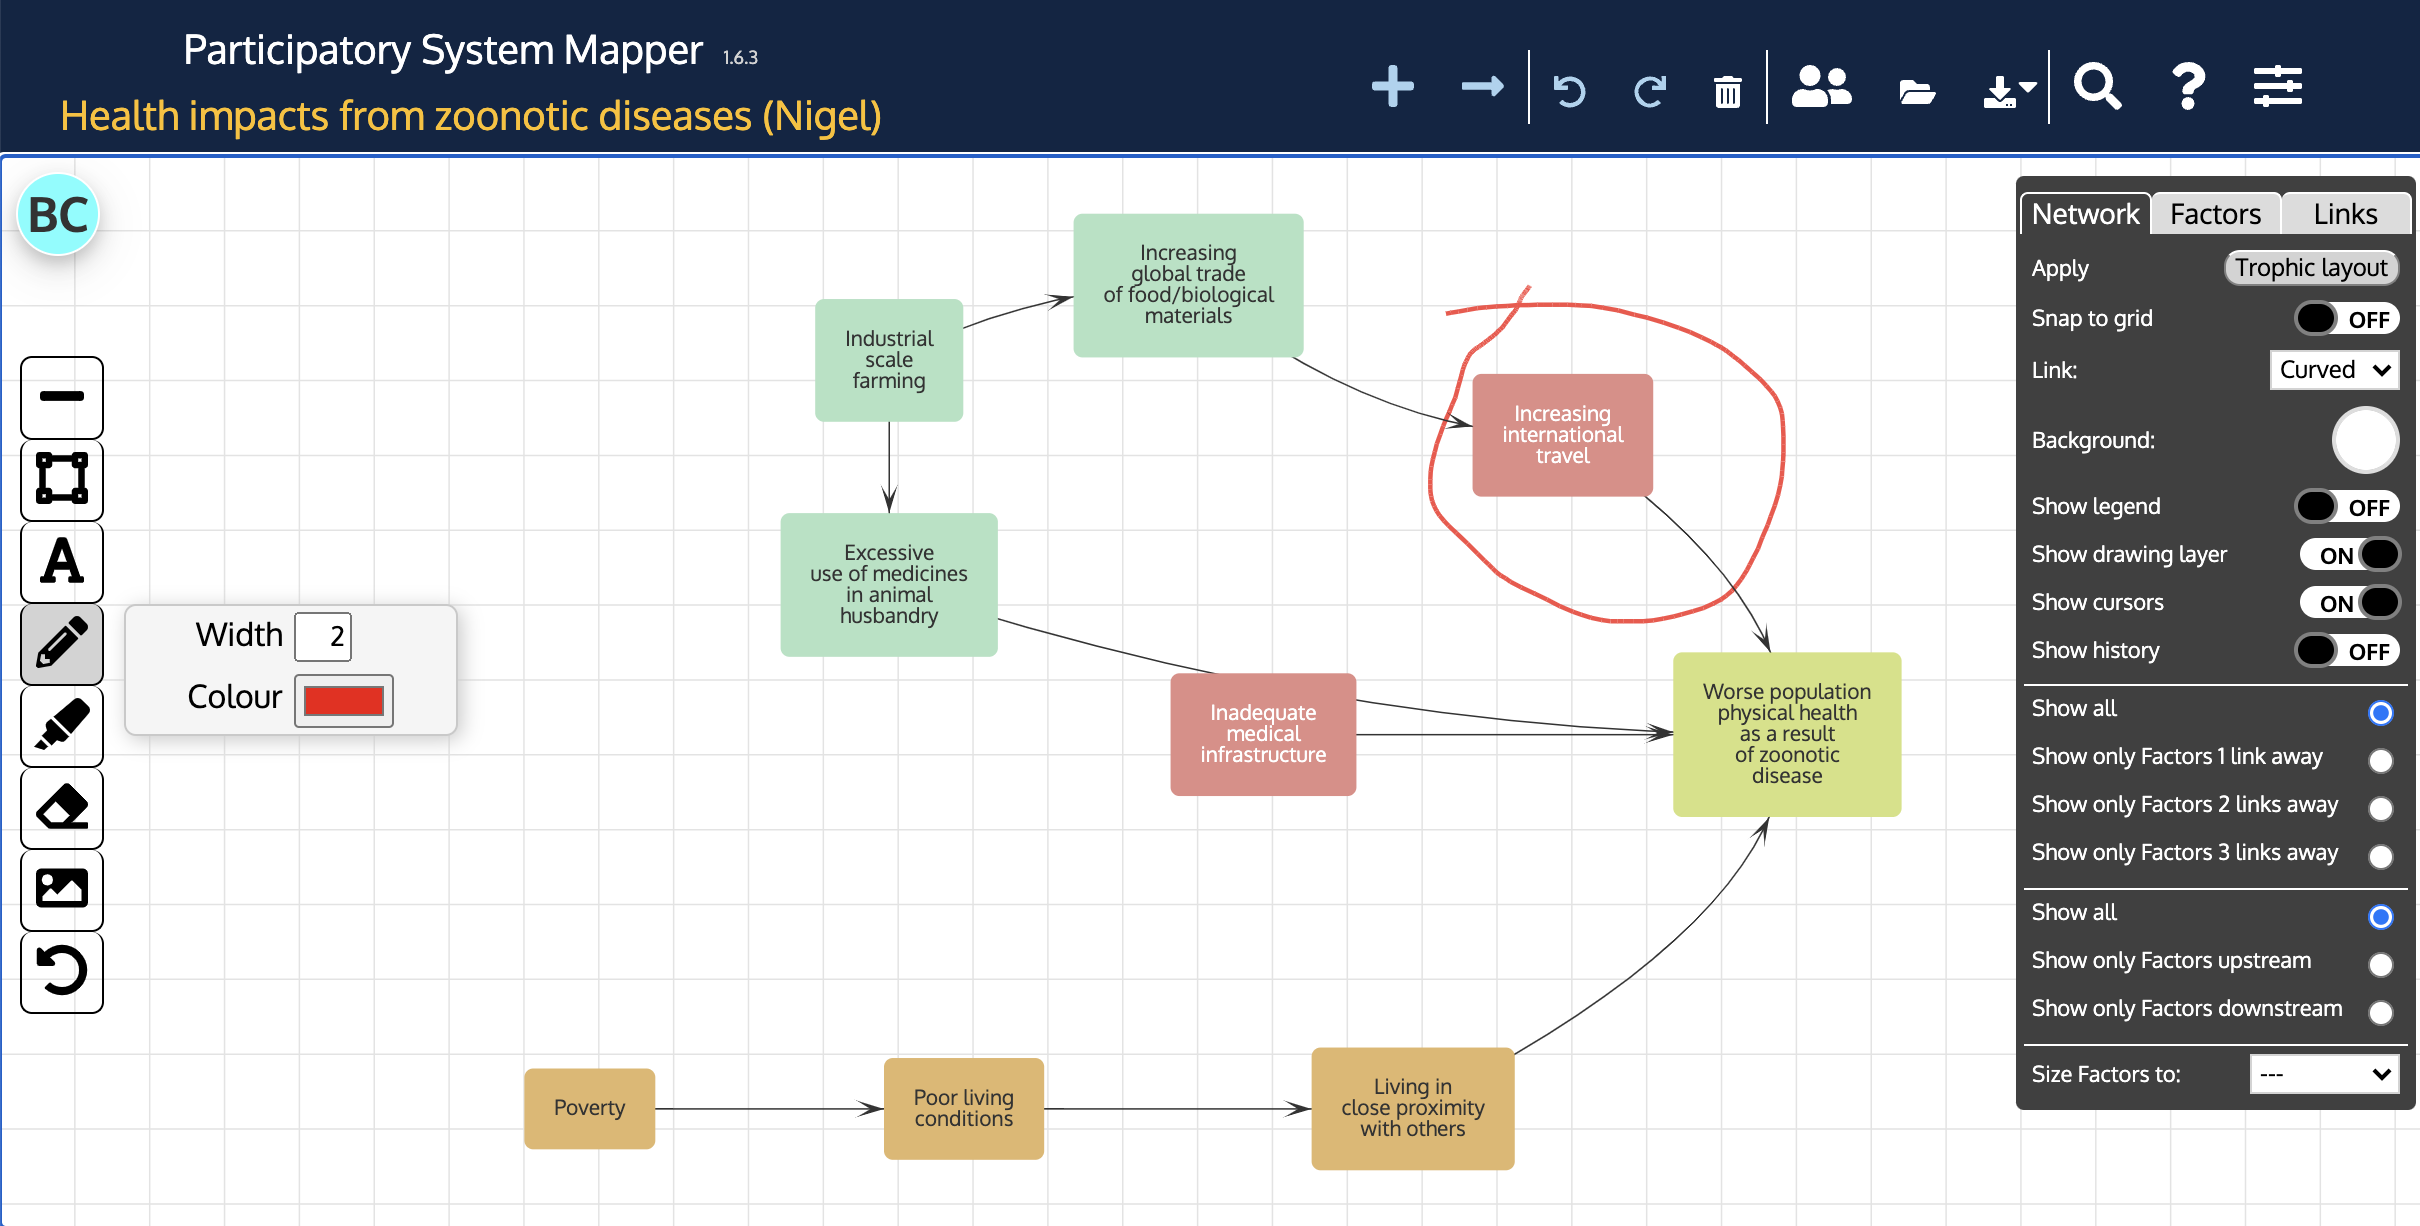 Participatory System Mapper 1.6.3
Health impacts from zoonotic diseases (Nigel)
BC
A
Width 2
Colour
Increasing
global trade
of food/biological
materials
Industrial
scale
farming
Increasing
international
travel
Excessive
use of medicines
in animal
husbandry
Inadequate
medical
infrastructure
Worse population
physical health
as a result
of zoonotic
disease
Poverty
Poor living
conditions
Living in
close proximity
with others
Network Factors Links
Apply Trophic layout
Snap to grid OFF
Link: Curved
Background:
Show legend OFF
Show drawing layer ON
Show cursors ON
Show history OFF
Show all
Show only Factors 1 link away
Show only Factors 2 links away
Show only Factors 3 links away
Show all
Show only Factors upstream
Show only Factors downstream
Size Factors to: ---